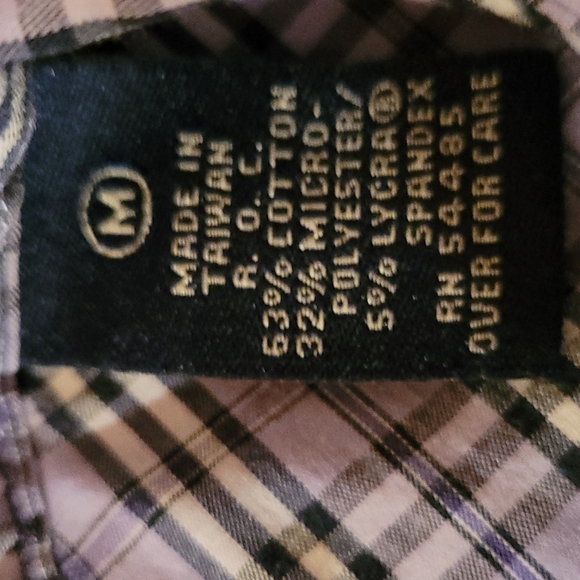 M
MADE IN
TAIWAN
R. O. C.
63% COTTON
32% MICRO-
POLYESTER/
5% LYCRA®
SPANDEX
RN 54485
OVER FOR CARE